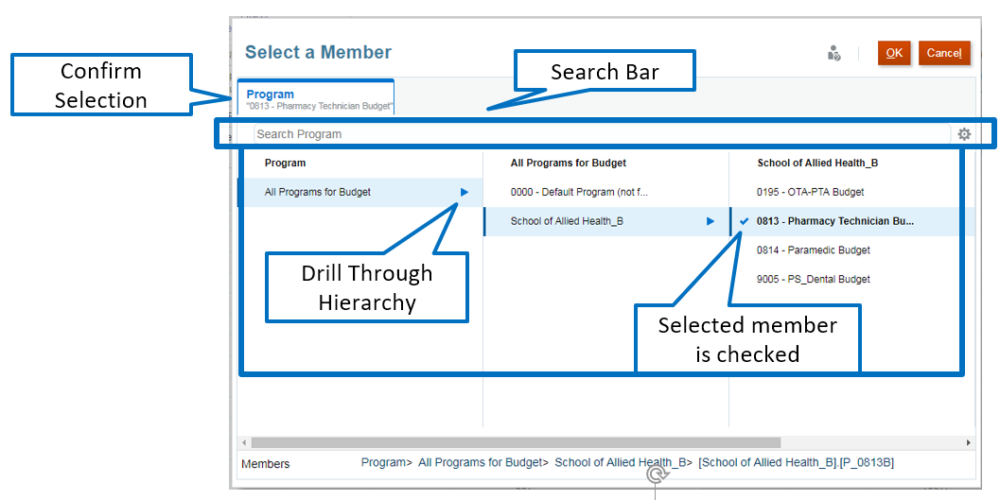 Select a Member
OK
Cancel
Confirm
Selection
Search Bar
Program
"0813 - Pharmacy Technician Budget"
Search Program
Program
All Programs for Budget
School of Allied Health_B
All Programs for Budget
0000 - Default Program (not f...
0195 - OTA-PTA Budget
School of Allied Health_B
0813 - Pharmacy Technician Bu...
0814 - Paramedic Budget
9005 - PS_Dental Budget
Drill Through
Hierarchy
Selected member
is checked
Members
Program> All Programs for Budget> School of Allied Health_B> [School of Allied Health_B].[P_0813B]